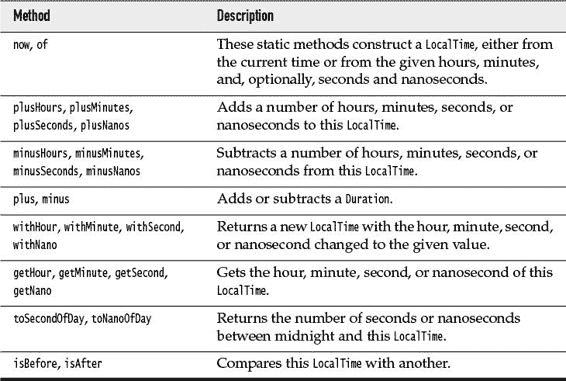 Method Description
now, of These static methods construct a LocalTime, either from
the current time or from the given hours, minutes,
and, optionally, seconds and nanoseconds.
plusHours, plusMinutes, Adds a number of hours, minutes, seconds, or
plusSeconds, plusNanos nanoseconds to this LocalTime.
minusHours, minusMinutes, Subtracts a number of hours, minutes, seconds, or
minusSeconds, minusNanos nanoseconds from this LocalTime.
plus, minus Adds or subtracts a Duration.
withHour, withMinute, withSecond, Returns a new LocalTime with the hour, minute, second,
withNano or nanosecond changed to the given value.
getHour, getMinute, getSecond, Gets the hour, minute, second, or nanosecond of this
getNano LocalTime.
toSecondOfDay, toNanoOfDay Returns the number of seconds or nanoseconds
between midnight and this LocalTime.
isBefore, isAfter Compares this LocalTime with another.